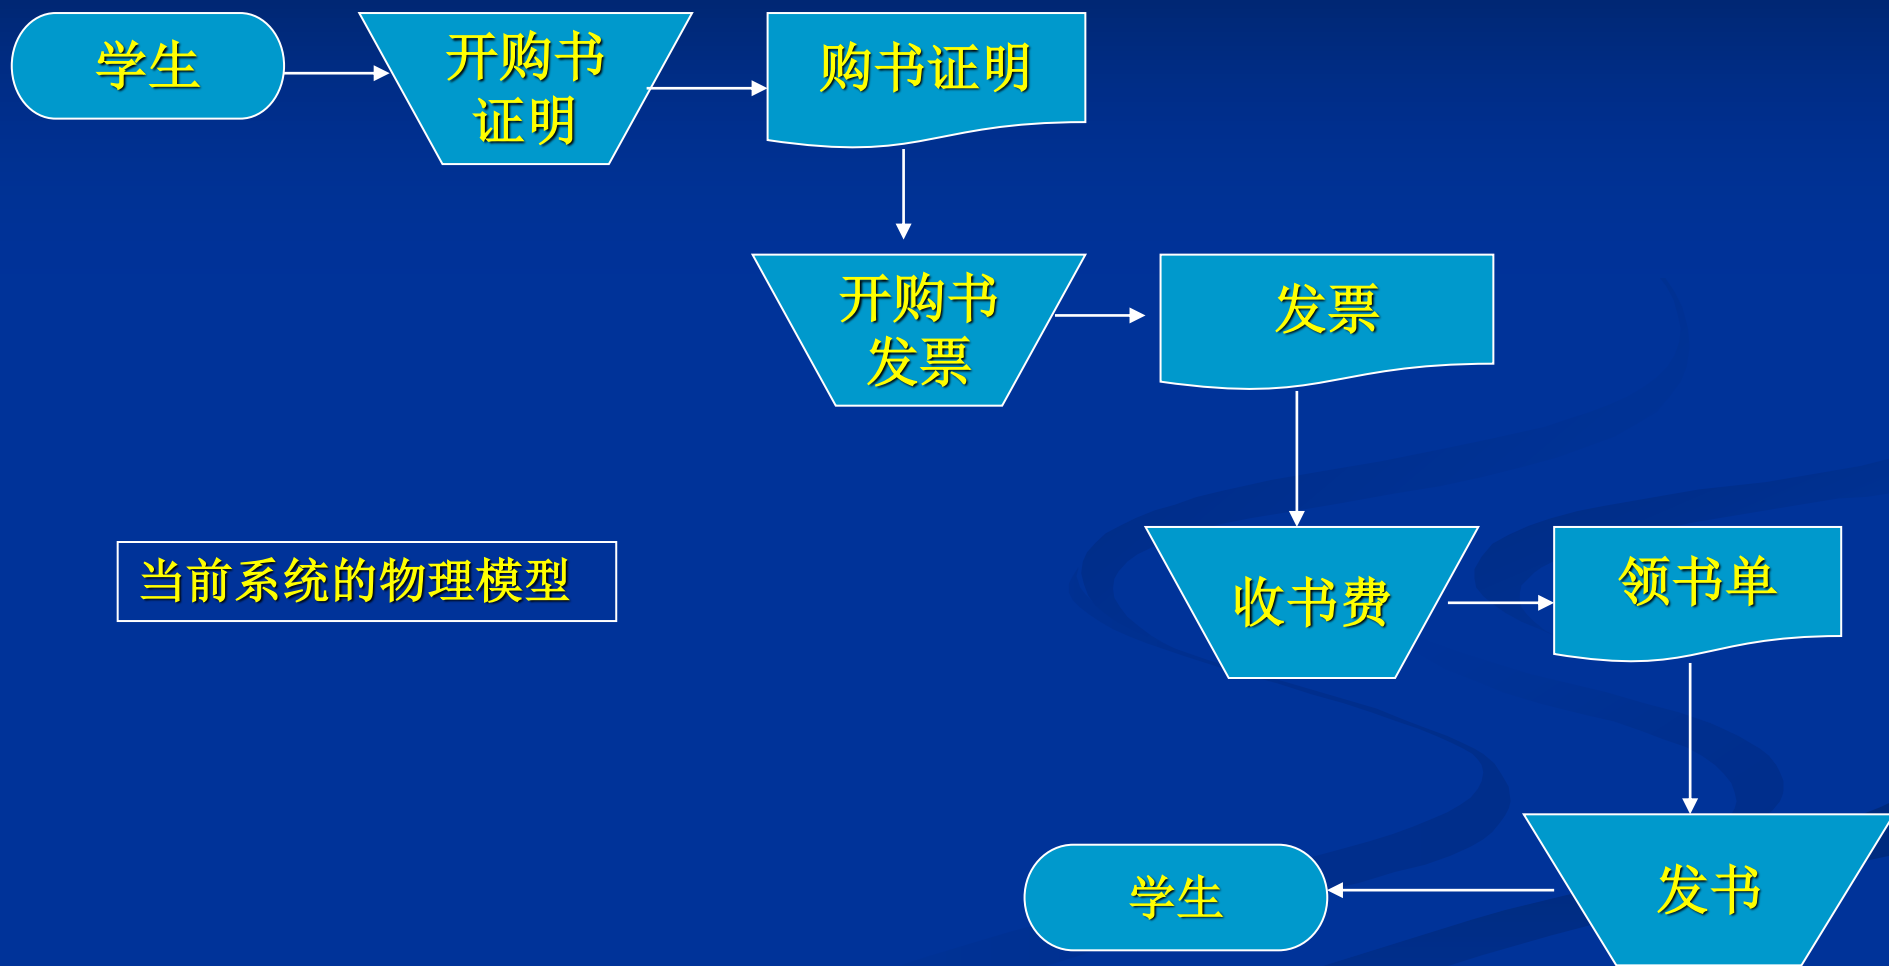 学生
开购书
证明
购书证明
开购书
发票
发票
当前系统的物理模型
收书费
领书单
学生
发书